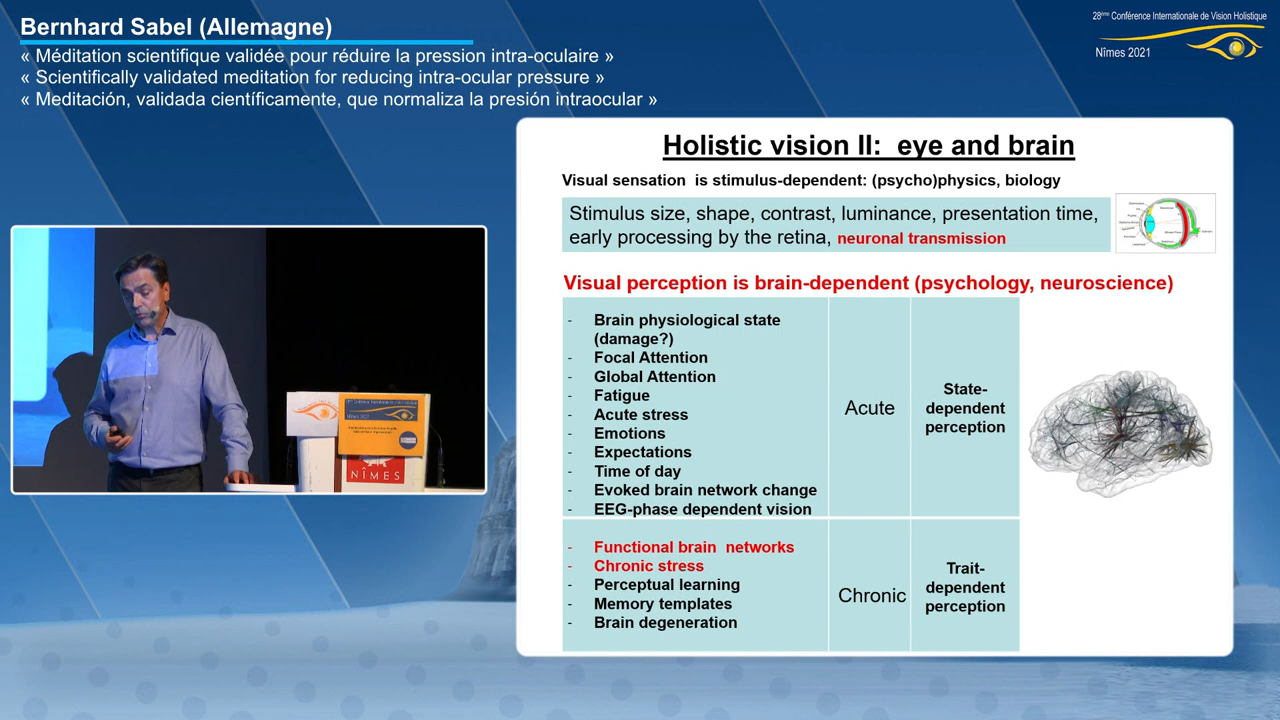 Bernhard Sabel (Allemagne)
« Méditation scientifique validée pour réduire la pression intra-oculaire »
« Scientifically validated meditation for reducing intra-ocular pressure »
« Meditación, validada científicamente, que normaliza la presión intraocular »
28ème Conférence Internationale de Vision Holistique
Nîmes 2021
Holistic vision II: eye and brain
Visual sensation is stimulus-dependent: (psycho)physics, biology
Stimulus size, shape, contrast, luminance, presentation time,
early processing by the retina, neuronal transmission
Visual perception is brain-dependent (psychology, neuroscience)
- Brain physiological state
(damage?)
- Focal Attention
- Global Attention
- Fatigue
- Acute stress
- Emotions
- Expectations
- Time of day
- Evoked brain network change
- EEG-phase dependent vision
Acute
State-
dependent
perception
- Functional brain networks
- Chronic stress
- Perceptual learning
- Memory templates
- Brain degeneration
Chronic
Trait-
dependent
perception
NÎMES